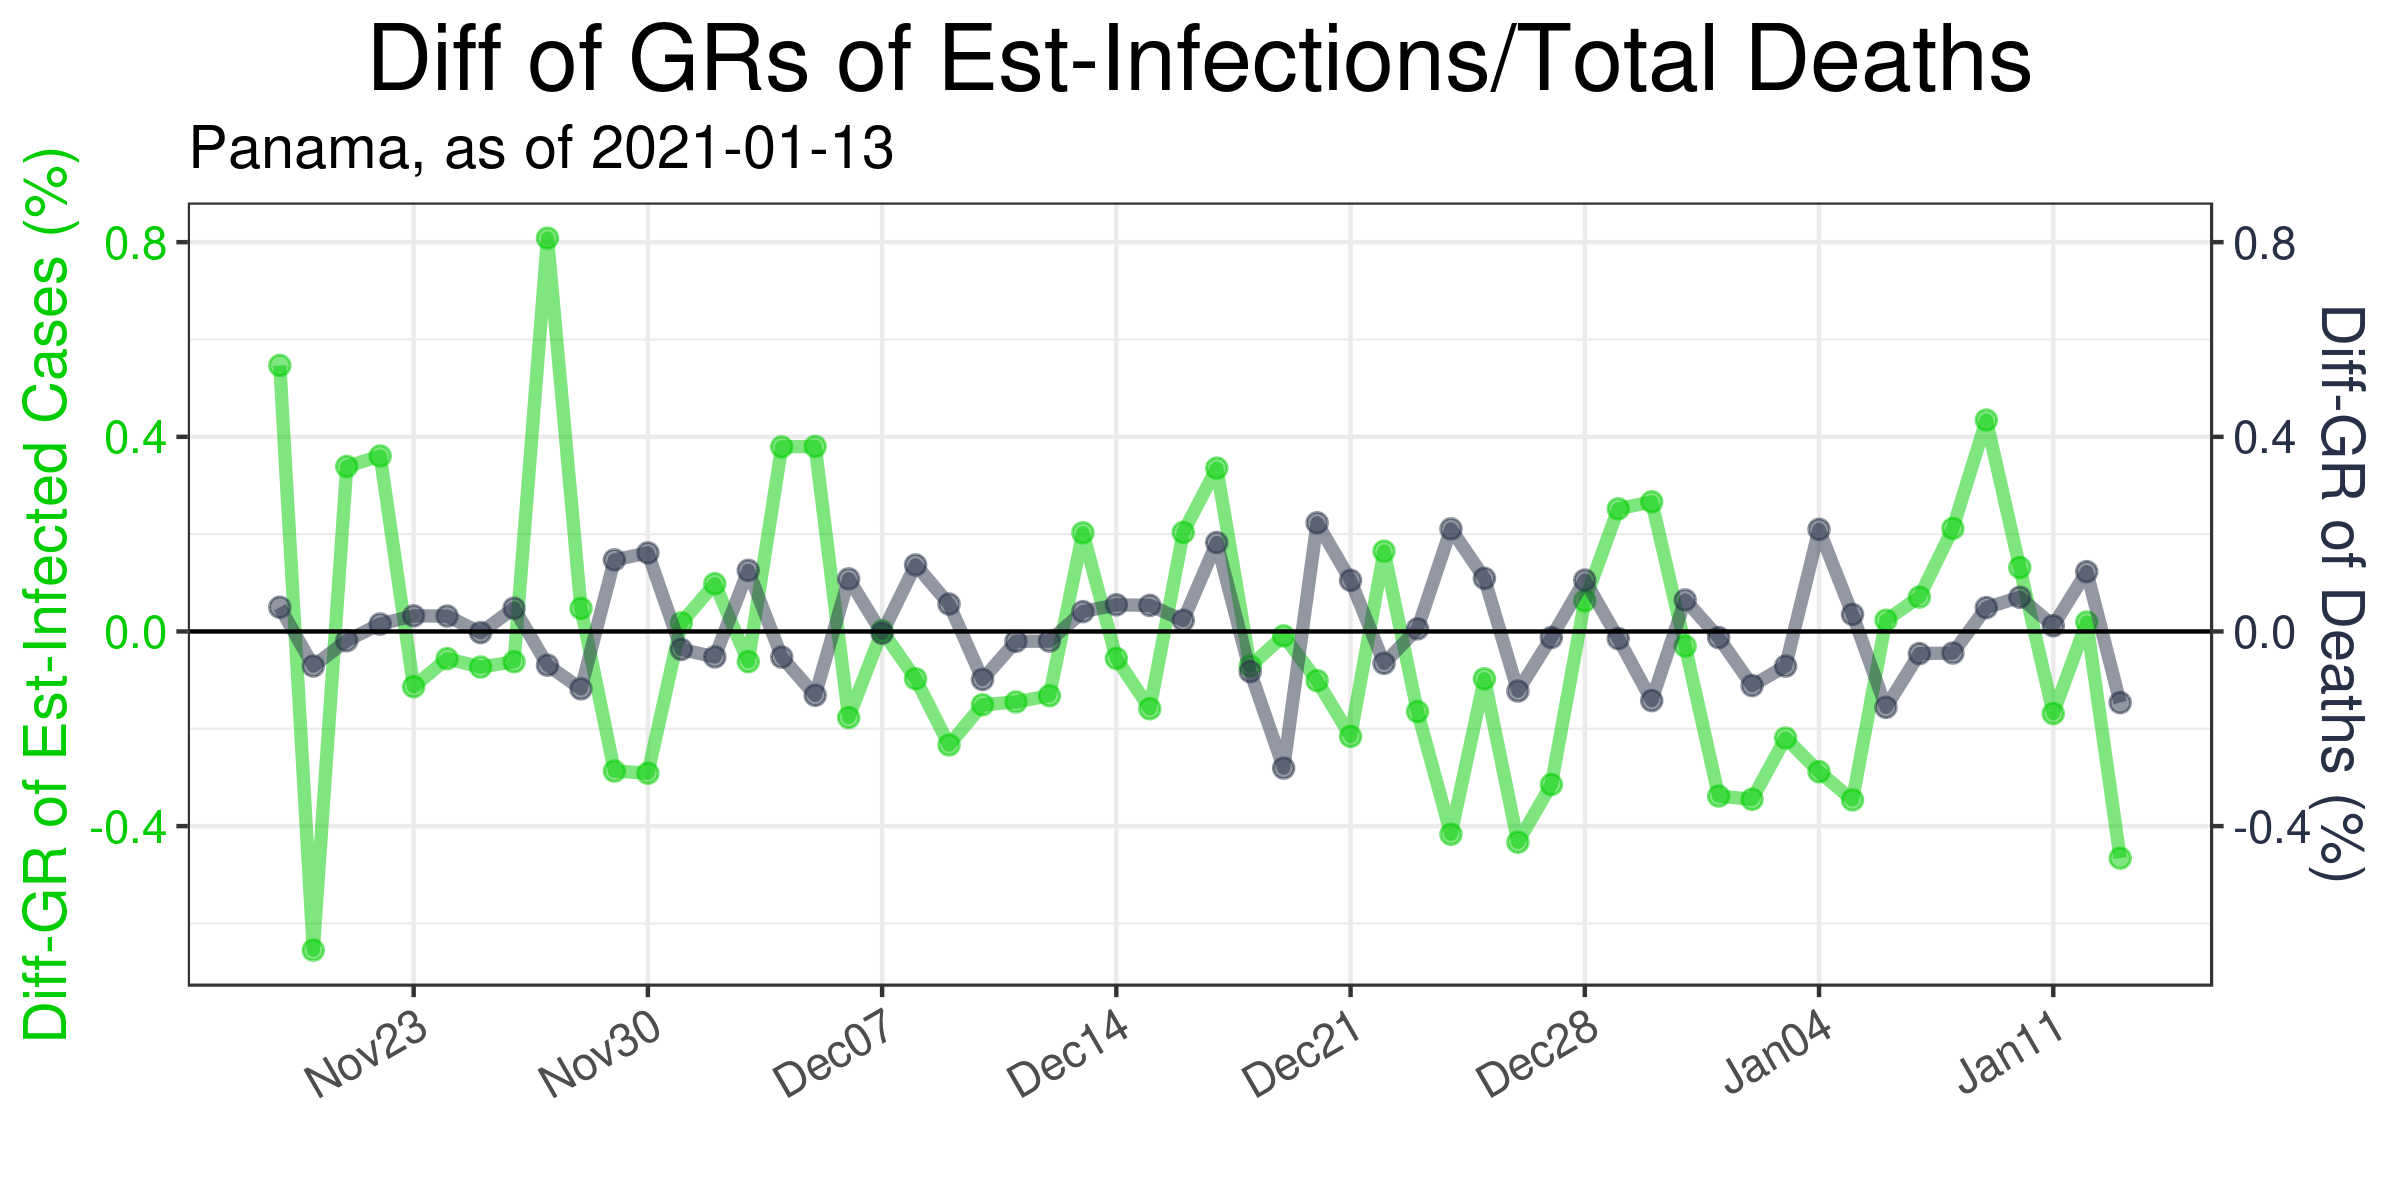 Diff of GRs of Est-Infections/Total Deaths
Panama, as of 2021-01-13
Diff-GR of Est-Infected Cases (%)
0.8
0.4
0.0
-0.4
0.8
0.4
0.0
-0.4
Diff-GR of Deaths (%)
Nov23
Nov30
Dec07
Dec14
Dec21
Dec28
Jan04
Jan11